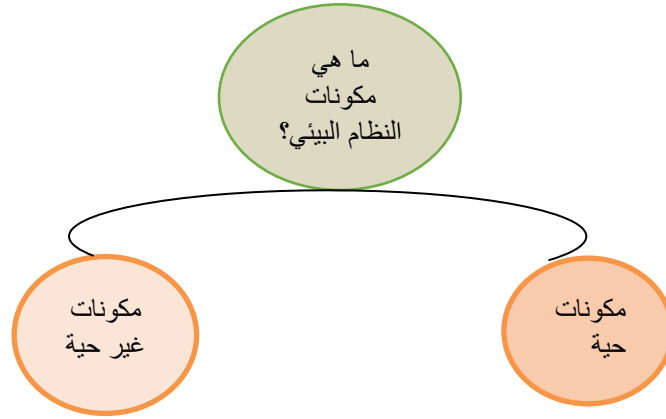 ما هي
مكونات
النظام البيئي؟
مكونات
حية
مكونات
غير حية